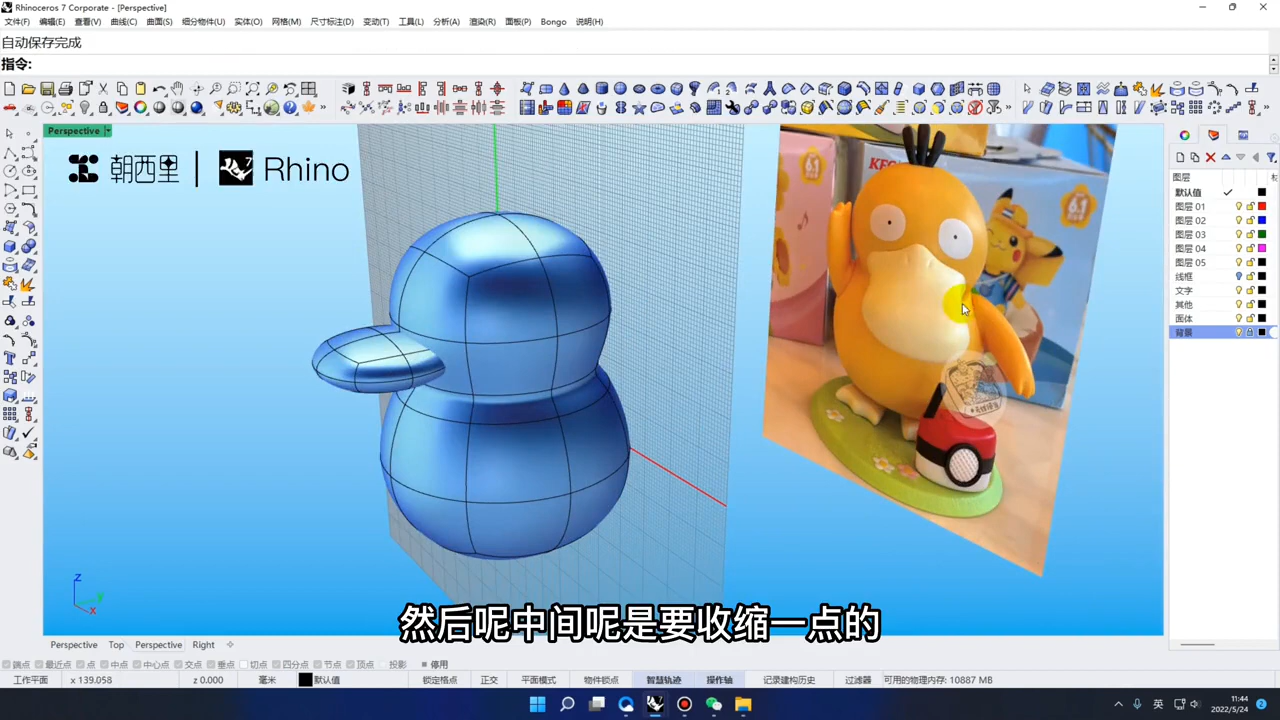 Rhinoceros 7 Corporate - [Perspective]
文件(F) 编辑(E) 查看(V) 曲线(C) 曲面(S) 细分物件(U) 实体(O) 网格(M) 尺寸标注(D) 变动(T) 工具(L) 分析(A) 渲染(R) 面板(P) Bongo 说明(H)
自动保存完成
指令:
Perspective
朝西里 | 7 Rhino
KFC
6.1
6.1
图层
默认值
图层 01
图层 02
图层 03
图层 04
图层 05
线框
文字
其他
面体
背景
z
y
x
然后呢中间呢是要收缩一点的
Perspective Top Perspective Right
端点 最近点 点 中点 中心点 交点 垂点 切点 四分点 节点 顶点 投影 停用
工作平面 x 139.058 z 0.000 毫米 默认值 锁定格点 正交 平面模式 物件锁点 智慧轨迹 操作轴 记录建构历史 过滤器 可用的物理内存: 10887 MB
英 11:44
2022/5/24 2